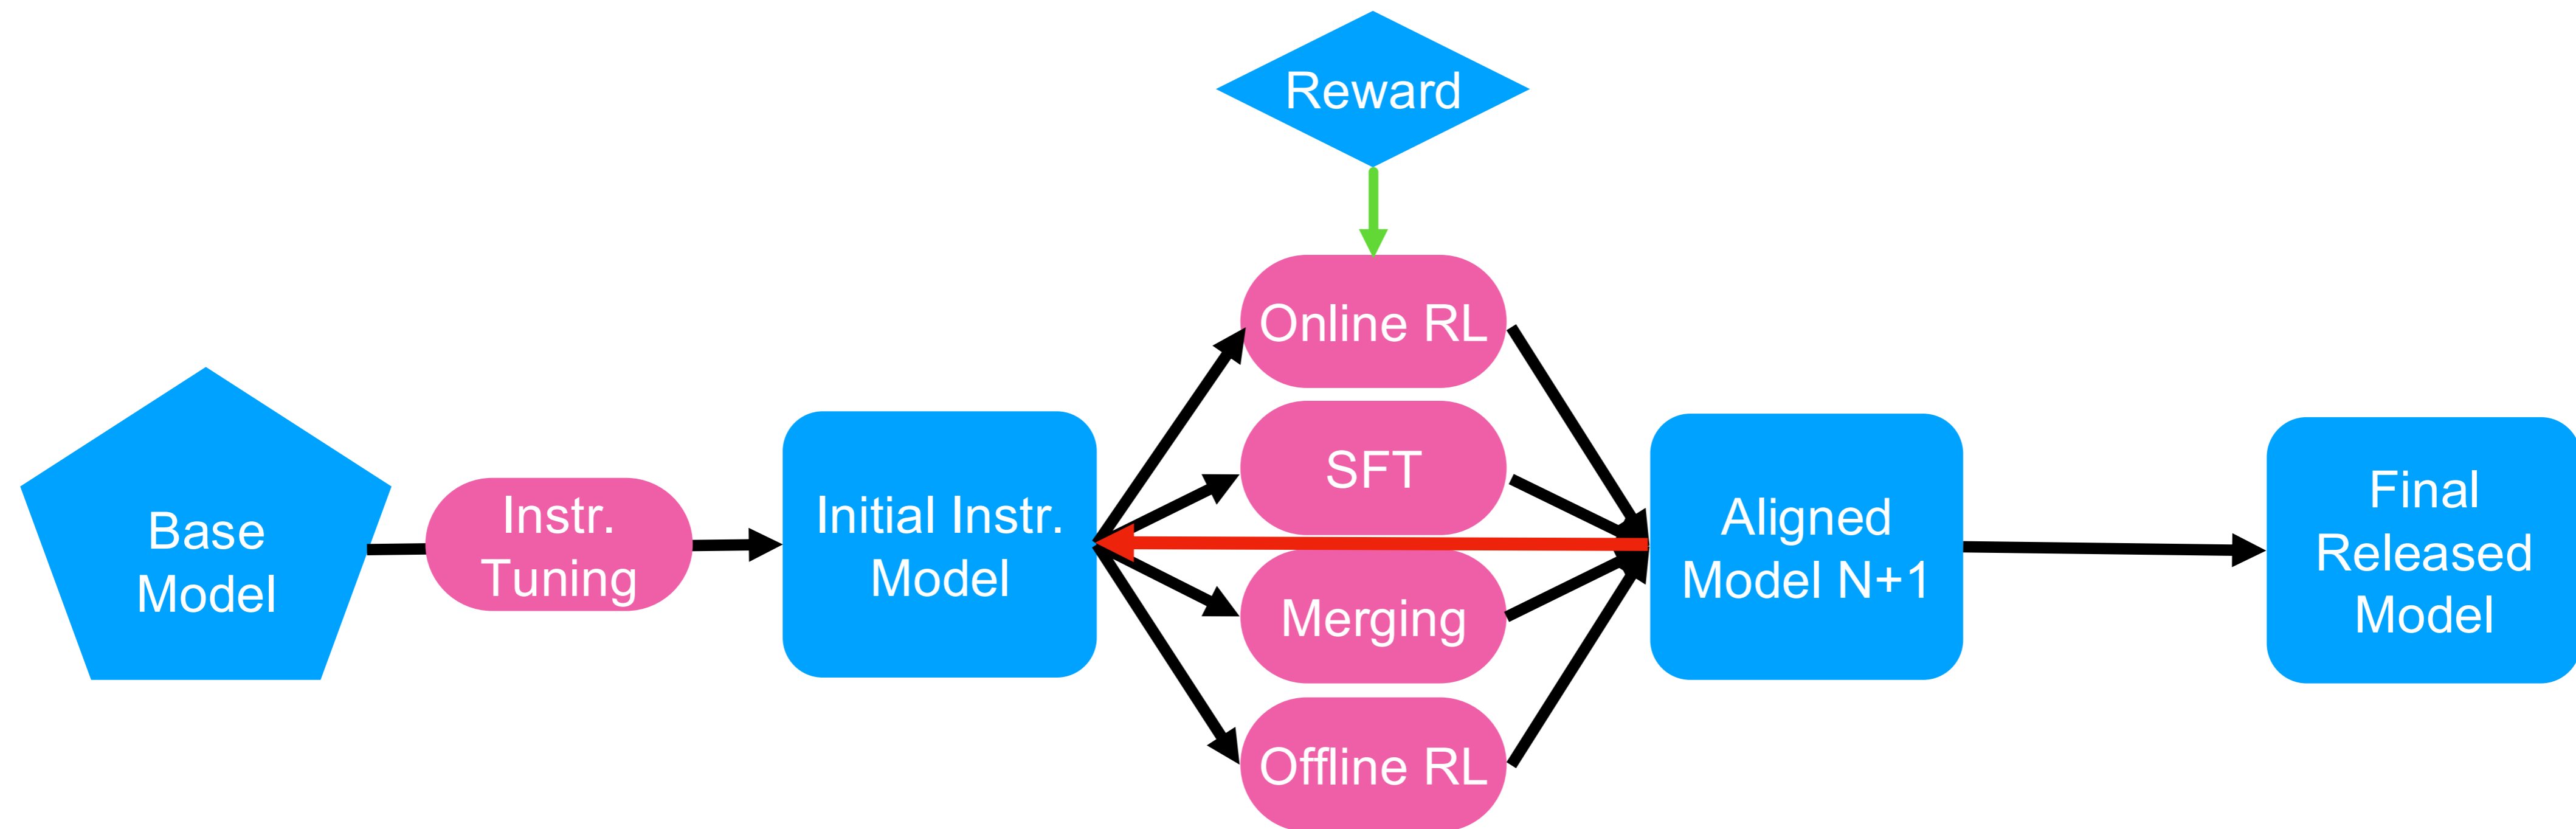 Reward
Base
Model
Instr.
Tuning
Initial Instr.
Model
Online RL
SFT
Merging
Offline RL
Aligned
Model N+1
Final
Released
Model